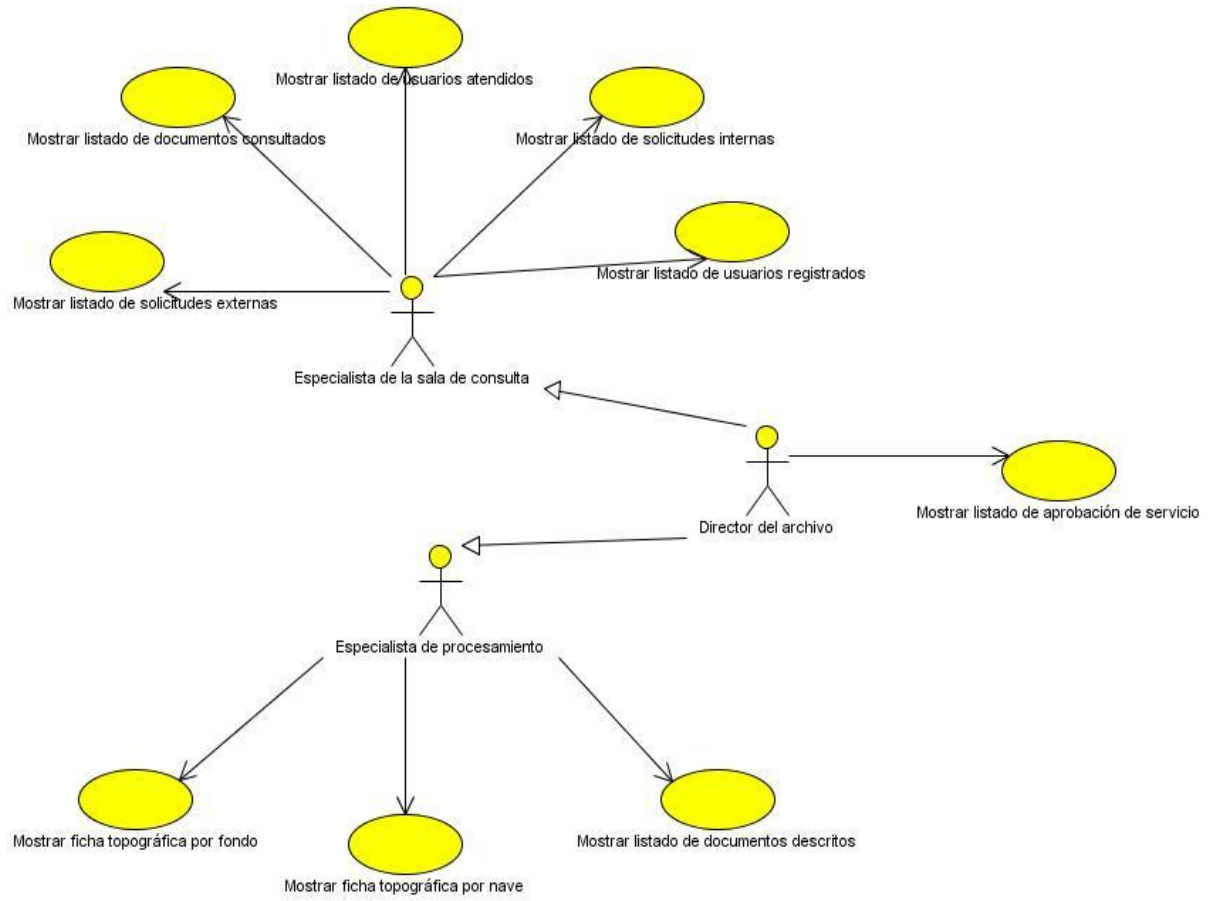 Mostrar listado de usuarios atendidos
Mostrar listado de documentos consultados
Mostrar listado de solicitudes internas
Mostrar listado de usuarios registrados
Mostrar listado de solicitudes externas
Especialista de la sala de consulta
Director del archivo
Mostrar listado de aprobación de servicio
Especialista de procesamiento
Mostrar ficha topográfica por fondo
Mostrar listado de documentos descritos
Mostrar ficha topográfica por nave